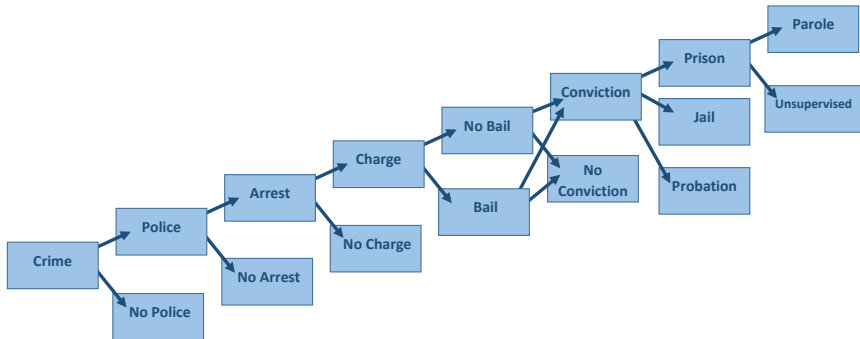 Parole
Prison
Unsupervised
Conviction
Jail
No Bail
Charge
No
Conviction
Probation
Arrest
Bail
Police
No Charge
Crime
No Arrest
No Police